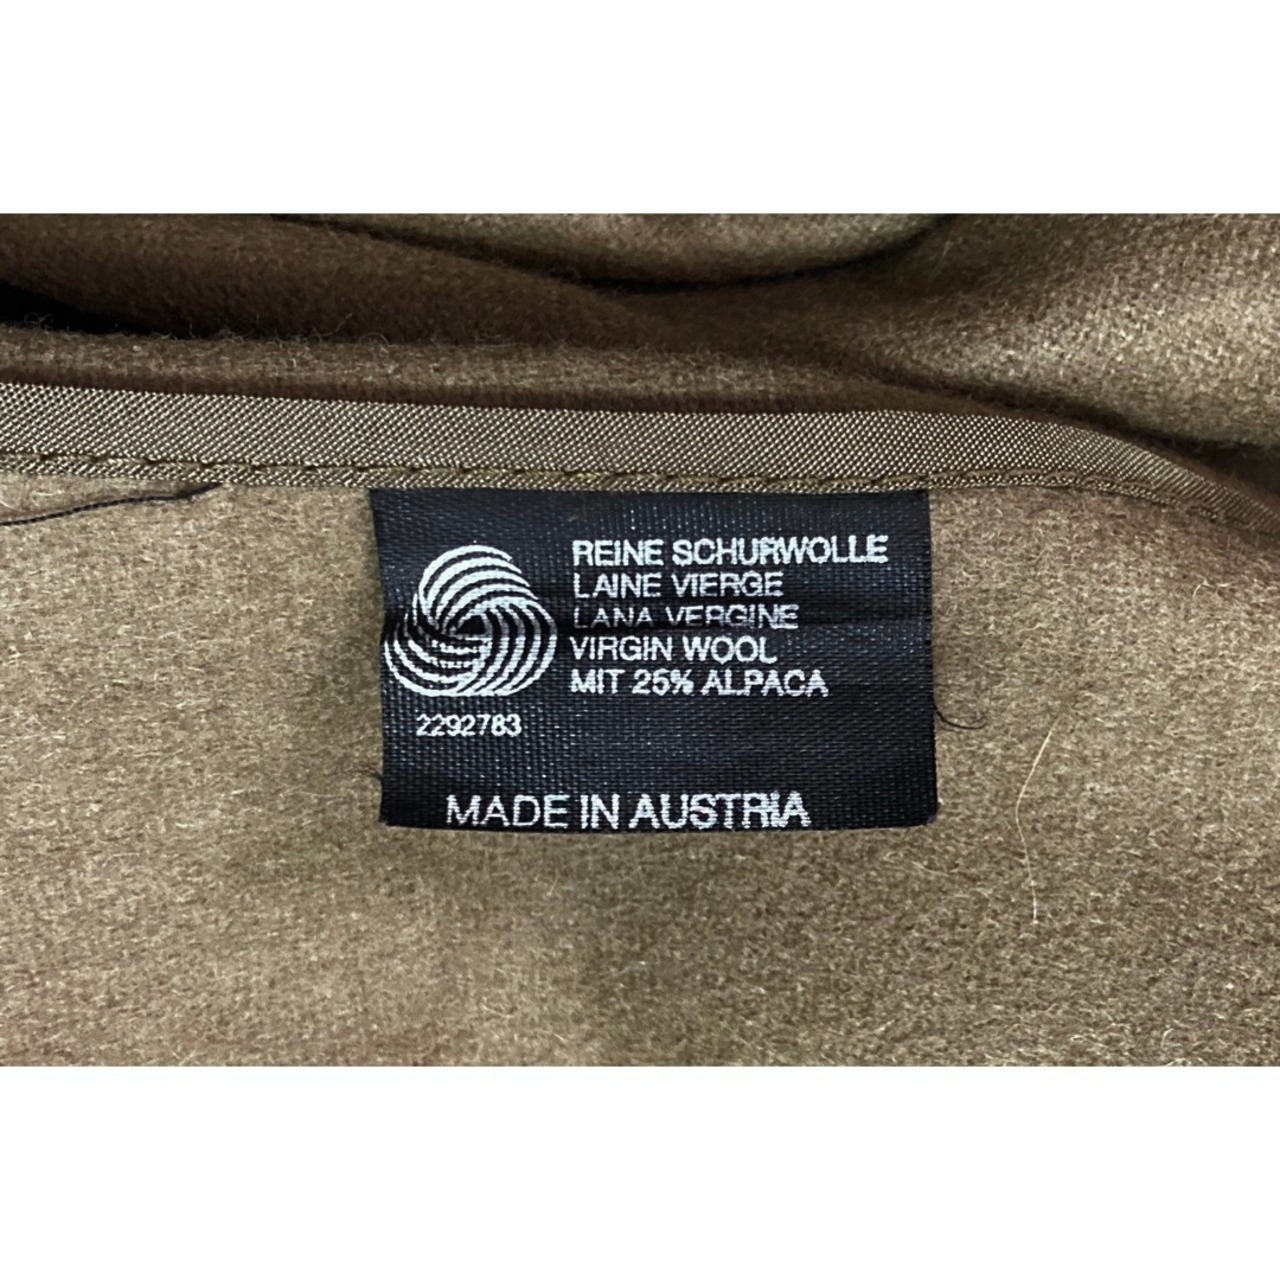 REINE SCHURWOLLE
LAINE VIERGE
LANA VERGINE
VIRGIN WOOL
MIT 25% ALPACA
2292783
MADE IN AUSTRIA